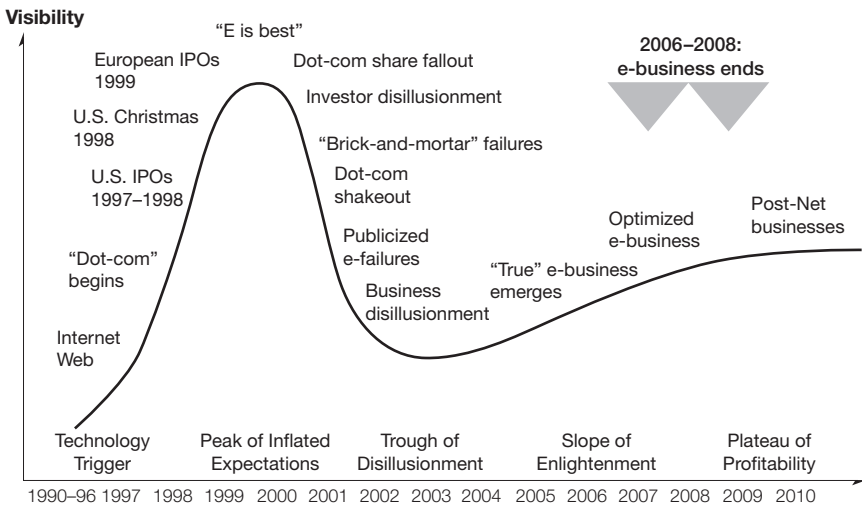 Visibility
“E is best”
European IPOs
1999
Dot-com share fallout
2006–2008:
e-business ends
Investor disillusionment
U.S. Christmas
1998
“Brick-and-mortar” failures
U.S. IPOs
1997–1998
Dot-com
shakeout
Post-Net
businesses
Optimized
e-business
Publicized
e-failures
“Dot-com”
begins
“True” e-business
emerges
Business
disillusionment
Internet
Web
Technology
Trigger
Peak of Inflated
Expectations
Trough of
Disillusionment
Slope of
Enlightenment
Plateau of
Profitability
1990–96 1997 1998 1999 2000 2001 2002 2003 2004 2005 2006 2007 2008 2009 2010